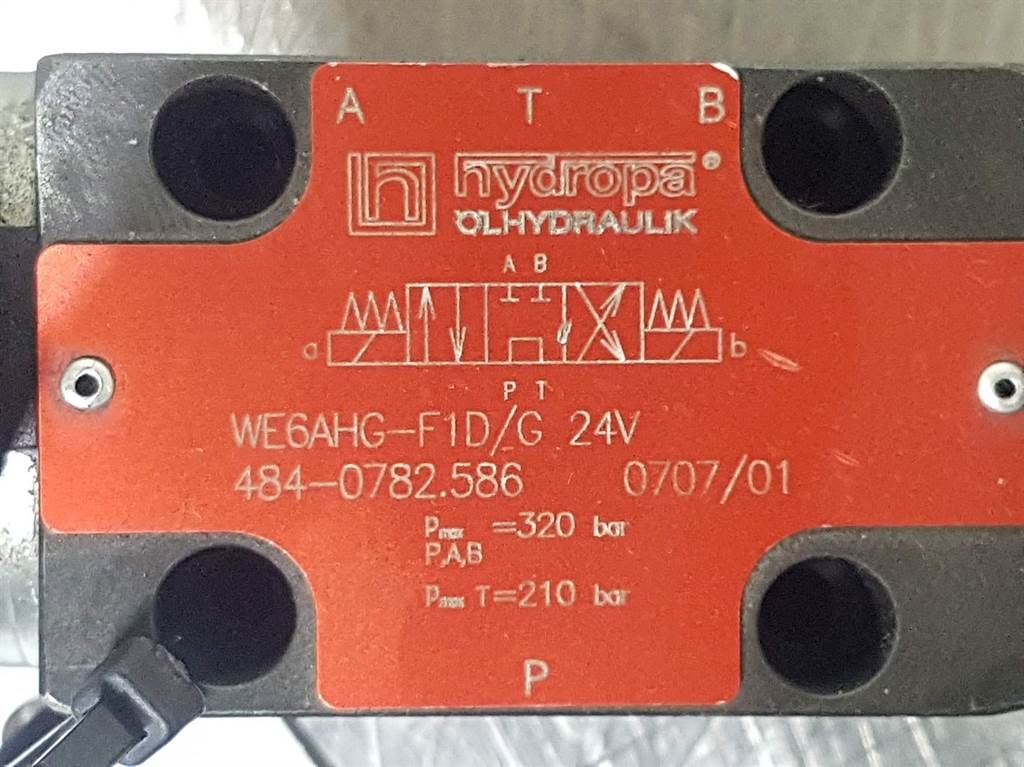 A T B
h hydropa®
ÖLHYDRAULIK
A B
a b
P T
WE6AHG-F1D/G 24V
484-0782.586 0707/01
Pmax =320 bar
P,A,B
Pmax T=210 bar
P